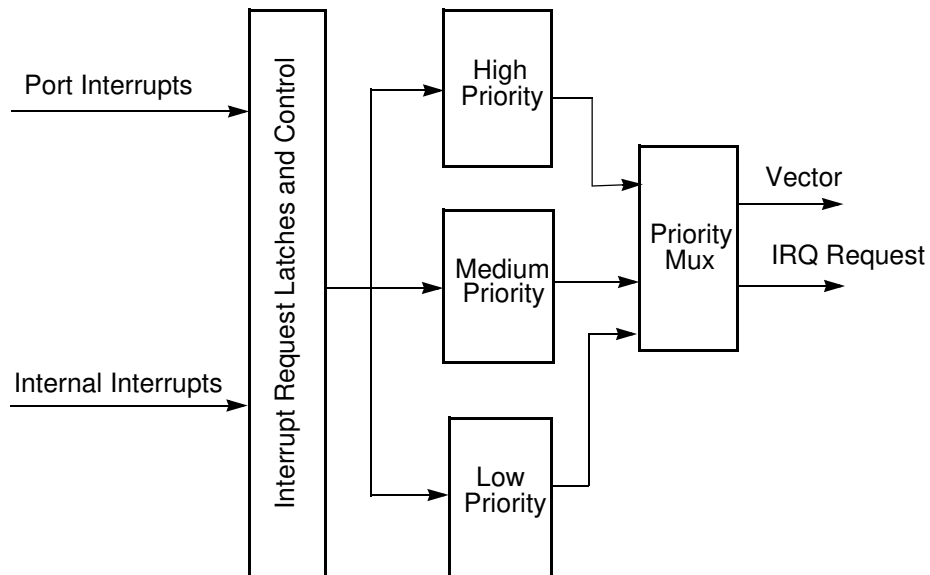 Port Interrupts
Internal Interrupts
Interrupt Request Latches and Control
High
Priority
Medium
Priority
Low
Priority
Priority
Mux
Vector
IRQ Request